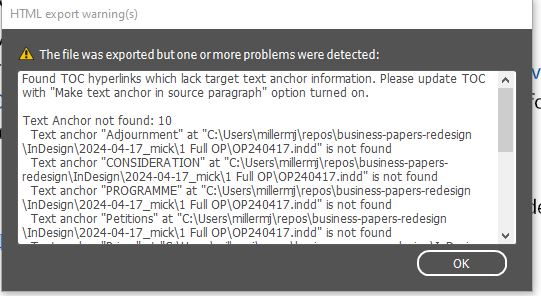 HTML export warning(s)
The file was exported but one or more problems were detected:
Found TOC hyperlinks which lack target text anchor information. Please update TOC
with "Make text anchor in source paragraph" option turned on.
Text Anchor not found: 10
Text anchor "Adjournment" at "C:\Users\millermj\repos\business-papers-redesign
\InDesign\2024-04-17_mick\1 Full OP\OP240417.indd" is not found
Text anchor "CONSIDERATION" at "C:\Users\millermj\repos\business-papers-
redesign\InDesign\2024-04-17_mick\1 Full OP\OP240417.indd" is not found
Text anchor "PROGRAMME" at "C:\Users\millermj\repos\business-papers-redesign
\InDesign\2024-04-17_mick\1 Full OP\OP240417.indd" is not found
Text anchor "Petitions" at "C:\Users\millermj\repos\business-papers-redesign
\InDesign\2024-04-17_mick\1 Full OP\OP240417.indd" is not found
OK